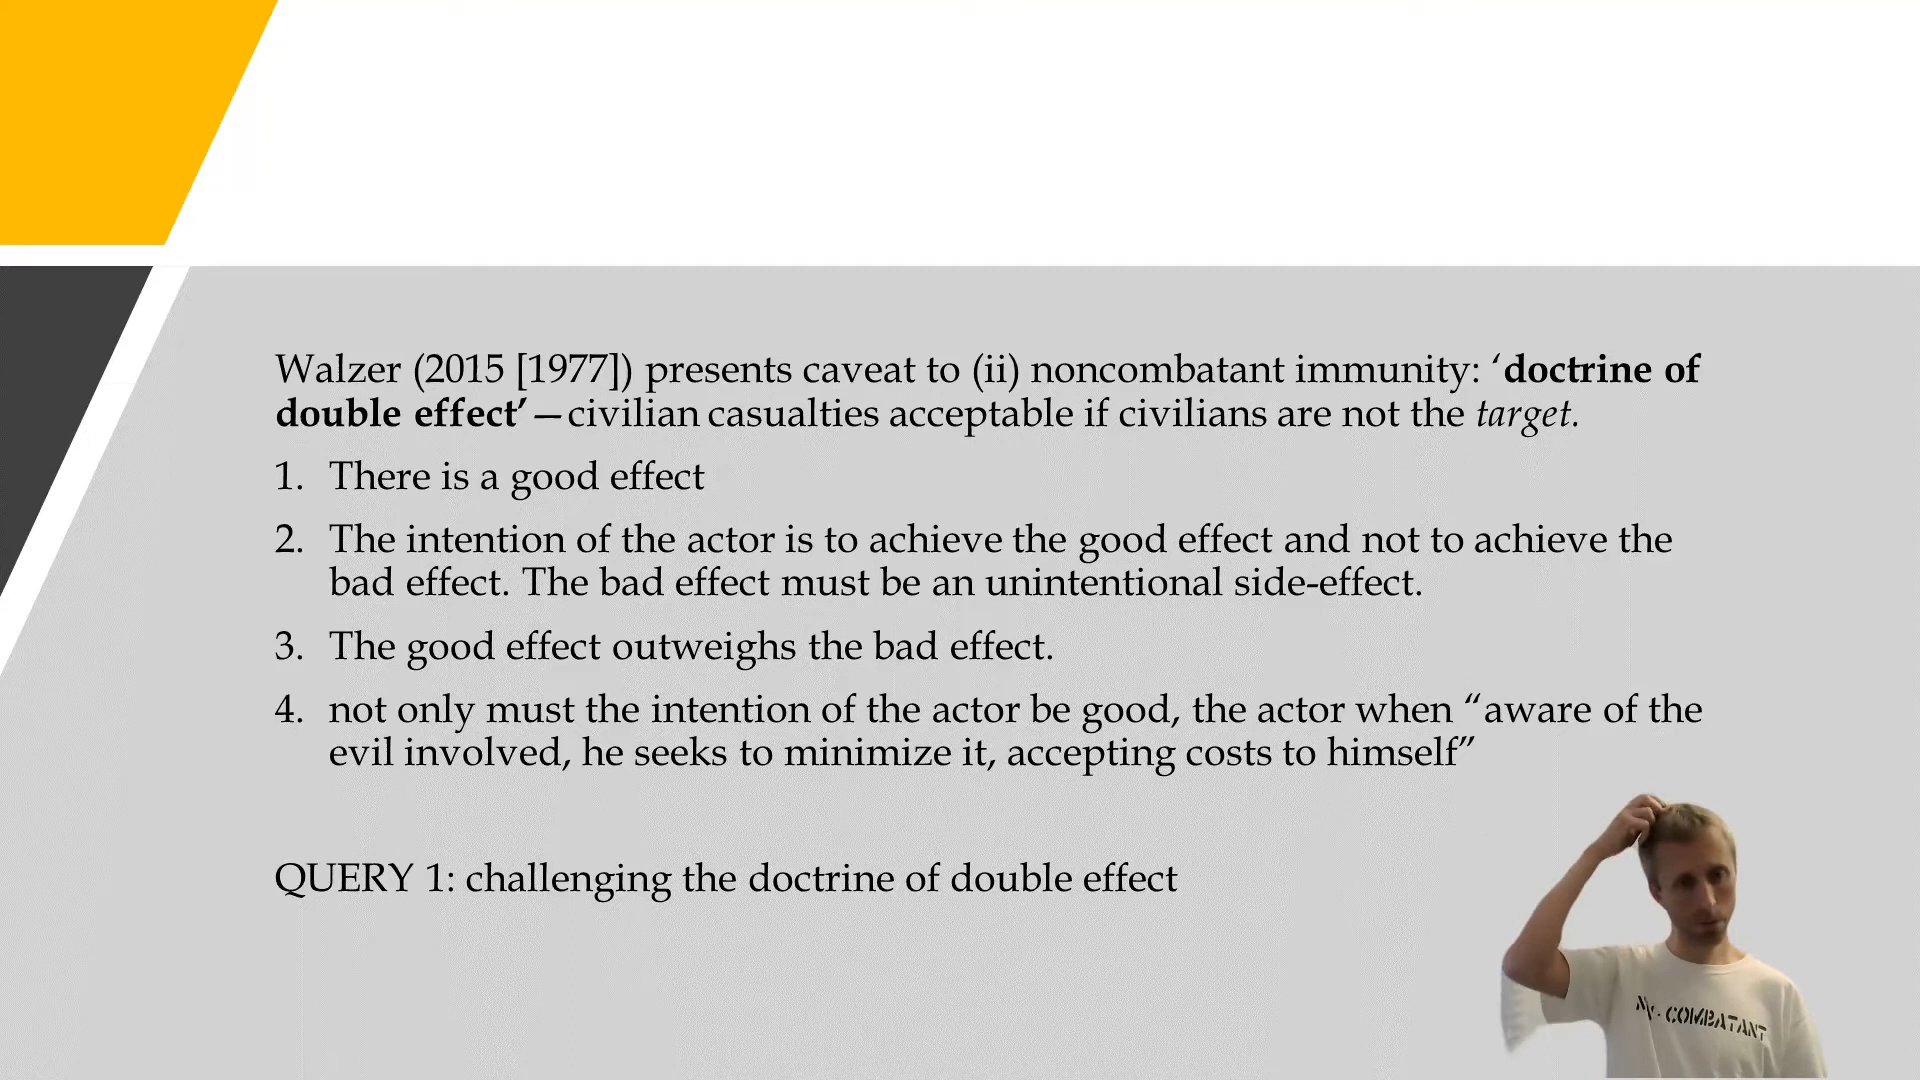 Walzer (2015 [1977]) presents caveat to (ii) noncombatant immunity: ‘doctrine of
double effect’—civilian casualties acceptable if civilians are not the target.
1. There is a good effect
2. The intention of the actor is to achieve the good effect and not to achieve the
bad effect. The bad effect must be an unintentional side-effect.
3. The good effect outweighs the bad effect.
4. not only must the intention of the actor be good, the actor when “aware of the
evil involved, he seeks to minimize it, accepting costs to himself”
QUERY 1: challenging the doctrine of double effect
COMBATANT